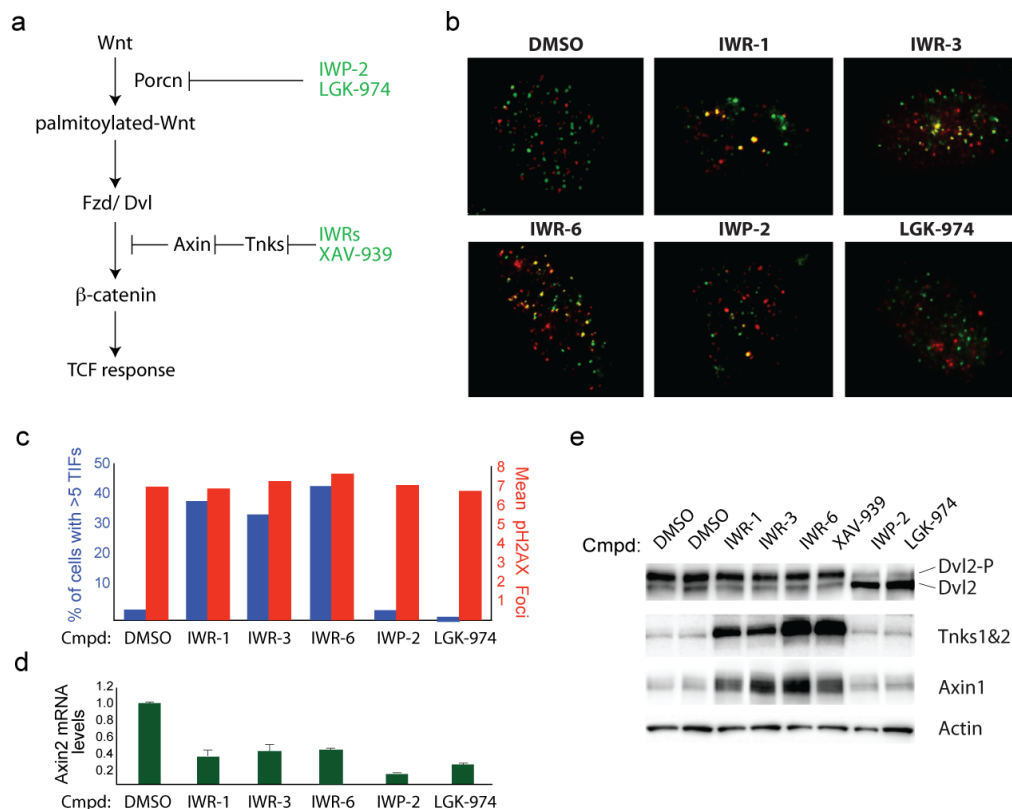 a
Wnt
Porcn
IWP-2
LGK-974
palmitoylated-Wnt
Fzd/ Dvl
Axin
Tnks
IWRs
XAV-939
β-catenin
TCF response
b
DMSO
IWR-1
IWR-3
IWR-6
IWP-2
LGK-974
c
% of cells with >5 TIFs
50
40
30
20
10
8
7
6
5
4
3
2
1
Mean pH2AX Foci
Cmpd: DMSO IWR-1 IWR-3 IWR-6 IWP-2 LGK-974
d
Axin2 mRNA
levels
1.2
1.0
0.8
0.6
0.4
0.2
Cmpd: DMSO IWR-1 IWR-3 IWR-6 IWP-2 LGK-974
e
Cmpd: DMSO DMSO IWR-1 IWR-3 IWR-6 XAV-939 IWP-2 LGK-974
Dvl2-P
Dvl2
Tnks1&2
Axin1
Actin